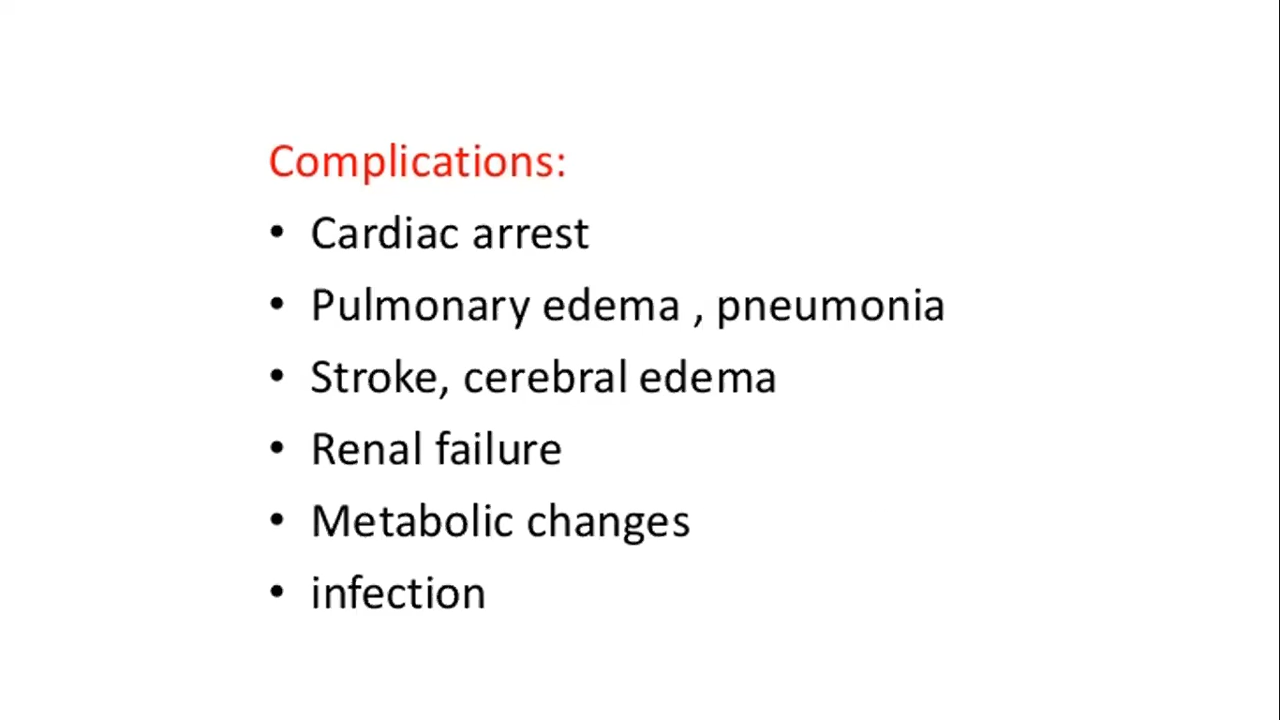 Complications:
• Cardiac arrest
• Pulmonary edema , pneumonia
• Stroke, cerebral edema
• Renal failure
• Metabolic changes
• infection